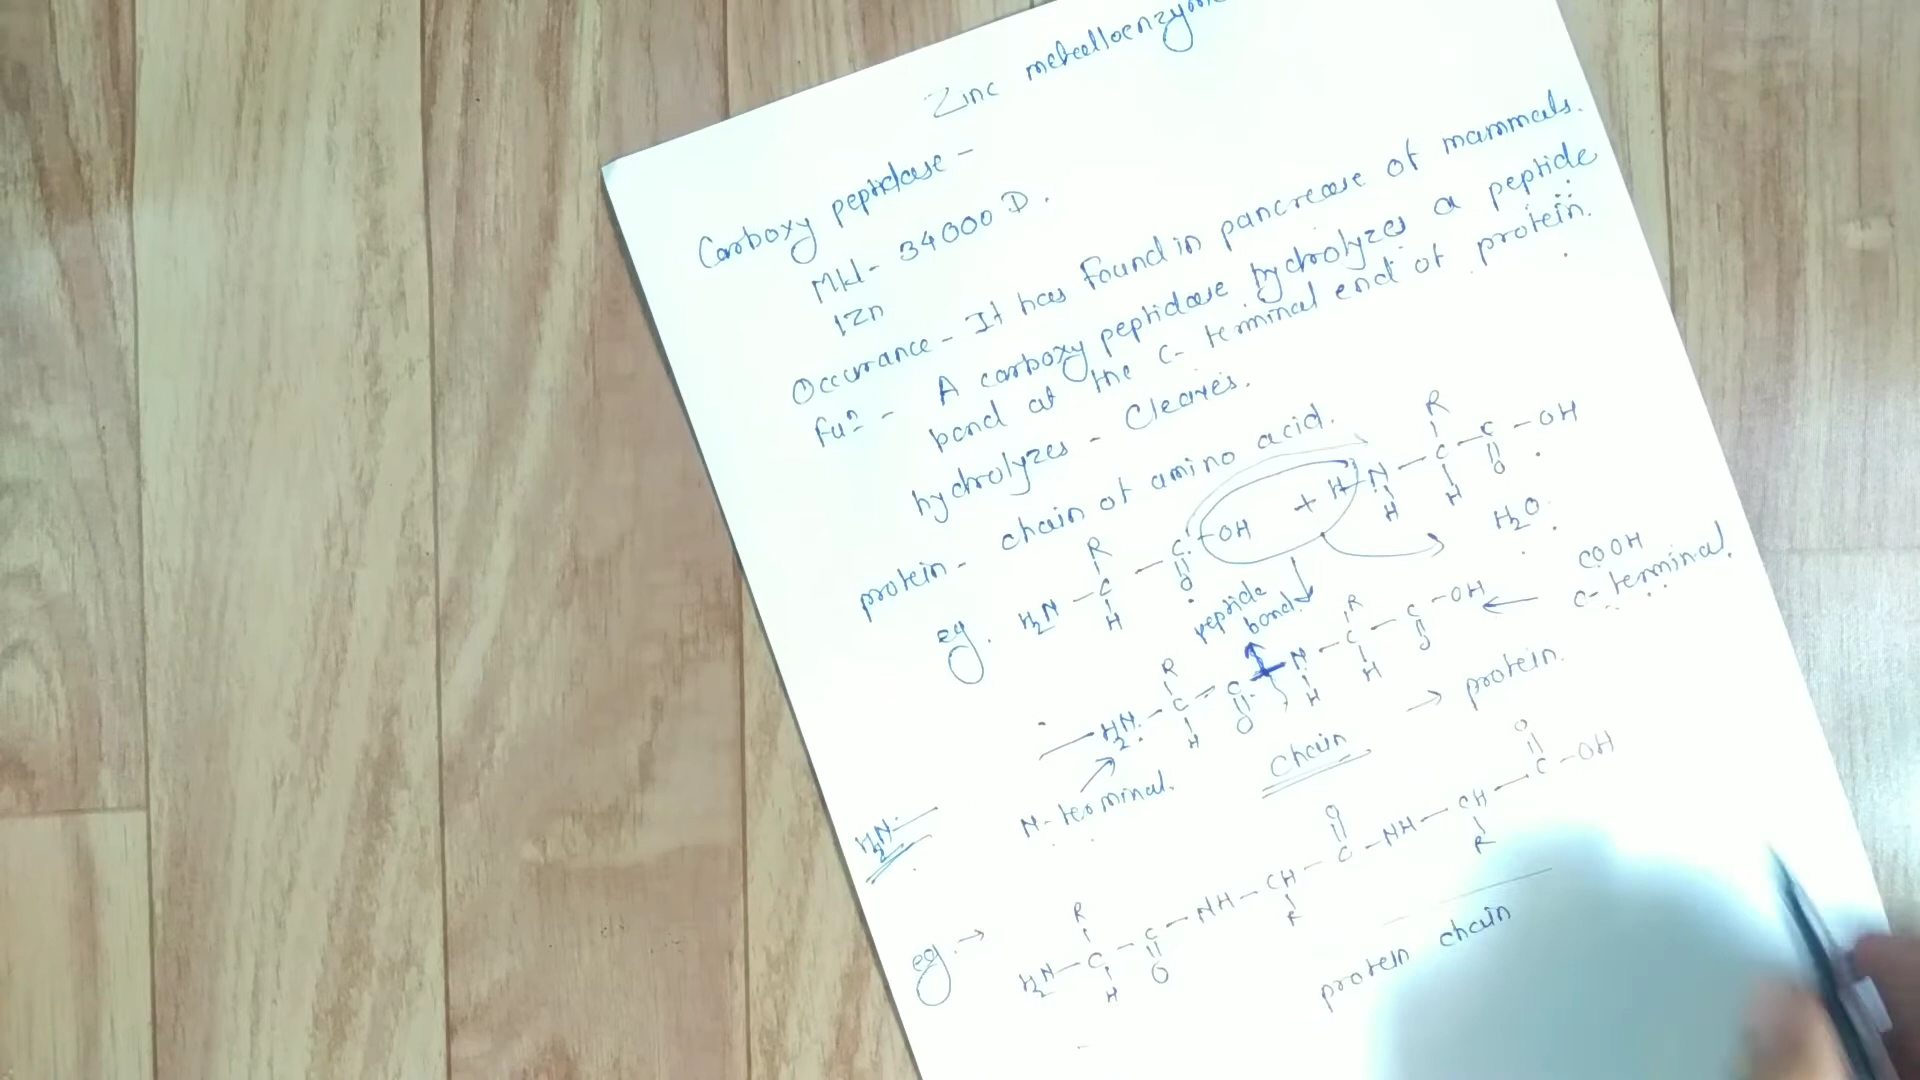 Zinc metalloenzym
Carboxy peptidase -
MW - 34000 D.
1Zn
Occurrance - It has found in pancrease of mammals.
fuⁿ - A carboxy peptidase hydrolyzes a peptide
bond at the C- terminal end of protein.
hydrolyzes - Cleaves.
protein - chain of amino acid.
eg. H2N - C - C - OH + H - N - C - C - OH
R H O H R H O
H2O
peptide bond
COOH
C- terminal.
H2N - C - C - N - C - C - OH
R H O H R H O
N- terminal.
chain → protein.
H2N -
eg. → H2N - C - C - NH - CH - C - NH - CH - C - OH
R H O R O R O
protein chain